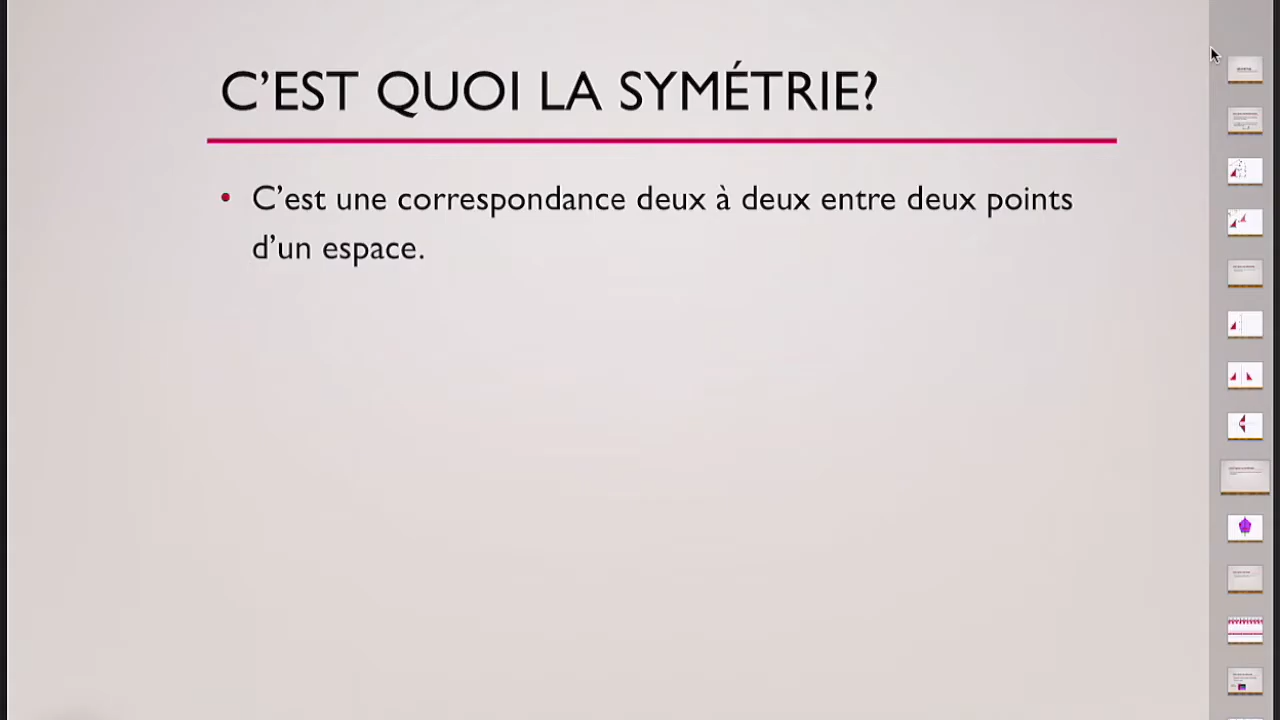 C'EST QUOI LA SYMÉTRIE?
• C'est une correspondance deux à deux entre deux points
d'un espace.